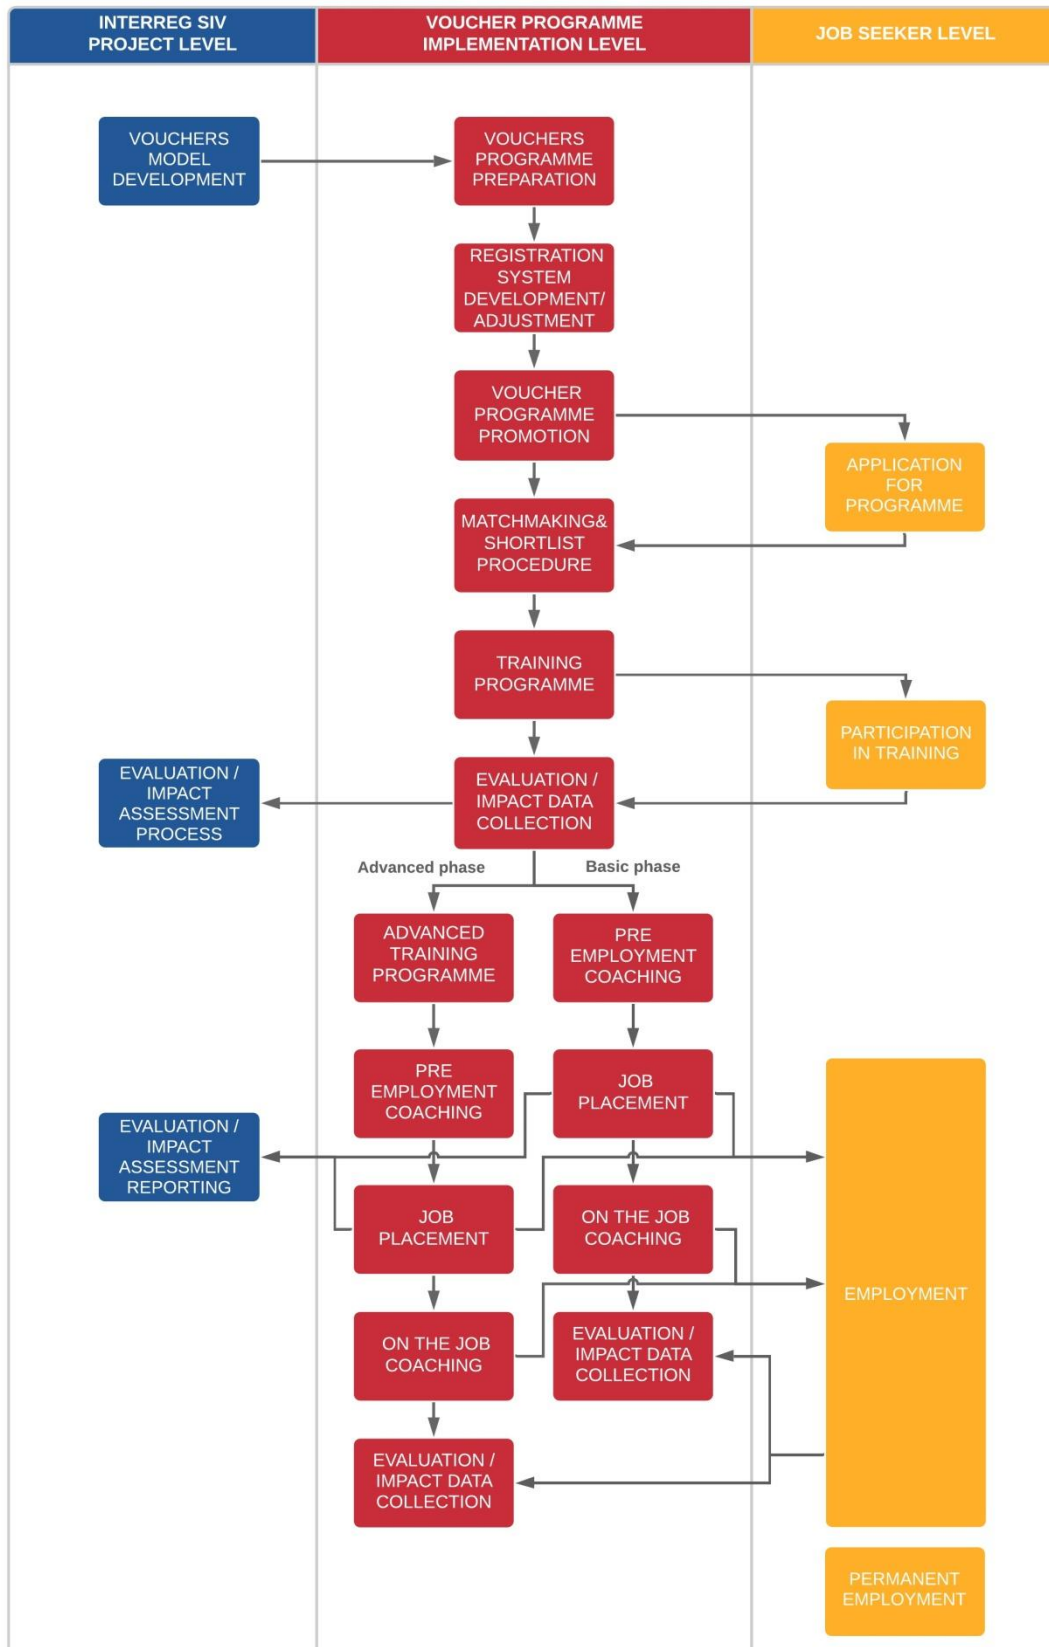 INTERREG SIV
PROJECT LEVEL
VOUCHER PROGRAMME
IMPLEMENTATION LEVEL
JOB SEEKER LEVEL
VOUCHERS
MODEL
DEVELOPMENT
VOUCHERS
PROGRAMME
PREPARATION
REGISTRATION
SYSTEM
DEVELOPMENT/
ADJUSTMENT
VOUCHER
PROGRAMME
PROMOTION
APPLICATION
FOR
PROGRAMME
MATCHMAKING&
SHORTLIST
PROCEDURE
TRAINING
PROGRAMME
PARTICIPATION
IN TRAINING
EVALUATION /
IMPACT
ASSESSMENT
PROCESS
EVALUATION /
IMPACT DATA
COLLECTION
Advanced phase
Basic phase
ADVANCED
TRAINING
PROGRAMME
PRE
EMPLOYMENT
COACHING
PRE
EMPLOYMENT
COACHING
JOB
PLACEMENT
EVALUATION /
IMPACT
ASSESSMENT
REPORTING
JOB
PLACEMENT
ON THE JOB
COACHING
EMPLOYMENT
ON THE JOB
COACHING
EVALUATION /
IMPACT DATA
COLLECTION
EVALUATION /
IMPACT DATA
COLLECTION
PERMANENT
EMPLOYMENT